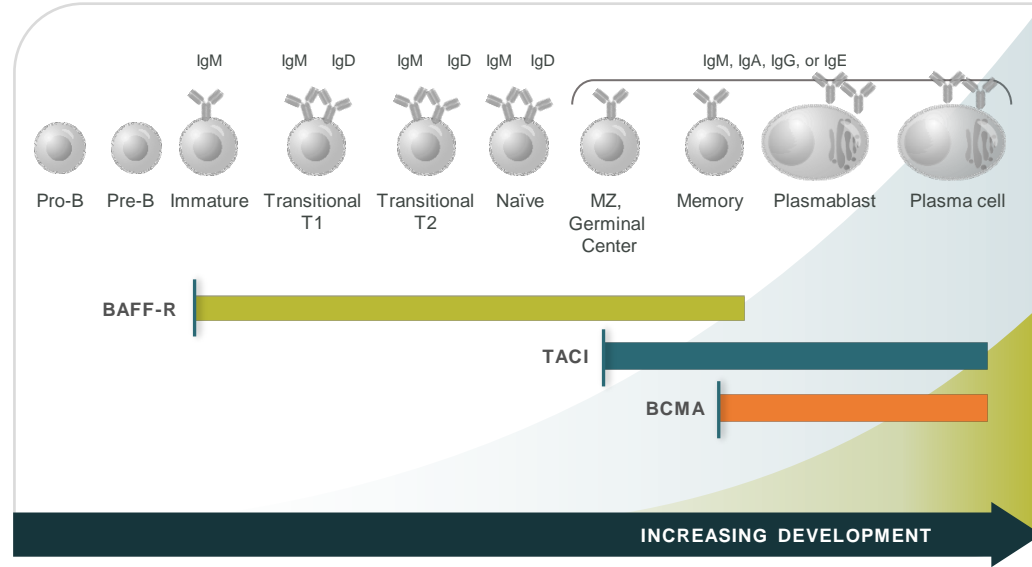 IgM IgM IgD IgM IgD IgM IgD IgM, IgA, IgG, or IgE
Pro-B Pre-B Immature Transitional T1 Transitional T2 Naïve MZ, Germinal Center Memory Plasmablast Plasma cell
BAFF-R
TACI
BCMA
INCREASING DEVELOPMENT